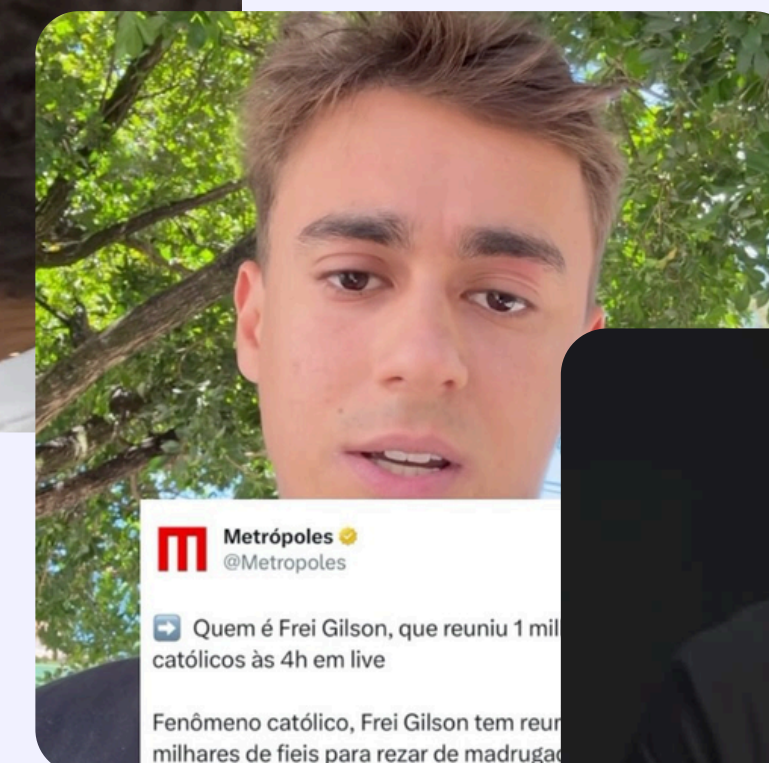 Metrópoles
@Metropoles
Quem é Frei Gilson, que reuniu 1
católicos às 4h em live
Fenômeno católico, Frei Gilson tem
milhares de fieis para rezar de